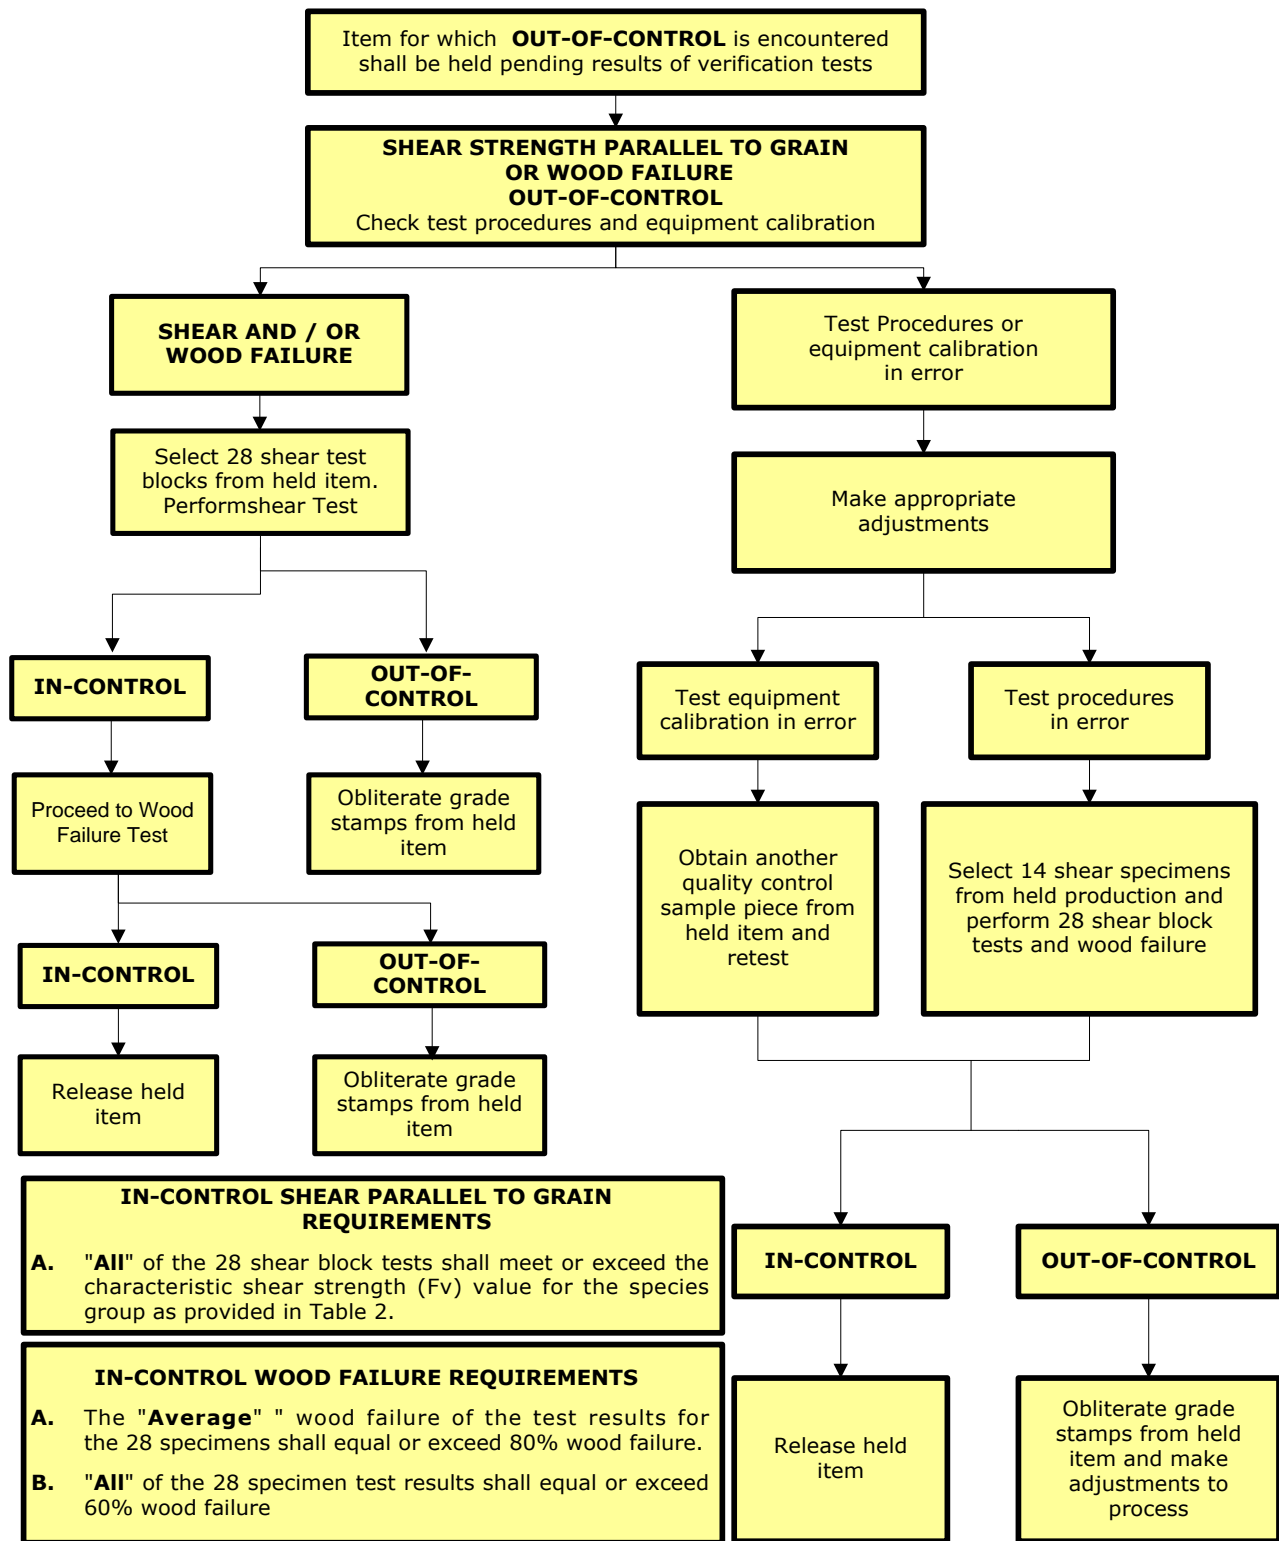 Item for which OUT-OF-CONTROL is encountered
shall be held pending results of verification tests
SHEAR STRENGTH PARALLEL TO GRAIN
OR WOOD FAILURE
OUT-OF-CONTROL
Check test procedures and equipment calibration
SHEAR AND / OR
WOOD FAILURE
Test Procedures or
equipment calibration
in error
Select 28 shear test
blocks from held item.
Performshear Test
Make appropriate
adjustments
IN-CONTROL
OUT-OF-
CONTROL
Test equipment
calibration in error
Test procedures
in error
Proceed to Wood
Failure Test
Obliterate grade
stamps from held
item
Obtain another
quality control
sample piece from
held item and
retest
Select 14 shear specimens
from held production and
perform 28 shear block
tests and wood failure
IN-CONTROL
OUT-OF-
CONTROL
Release held
item
Obliterate grade
stamps from held
item
IN-CONTROL SHEAR PARALLEL TO GRAIN
REQUIREMENTS
A. "All" of the 28 shear block tests shall meet or exceed the
characteristic shear strength (Fv) value for the species
group as provided in Table 2.
IN-CONTROL WOOD FAILURE REQUIREMENTS
A. The "Average" " wood failure of the test results for
the 28 specimens shall equal or exceed 80% wood failure.
B. "All" of the 28 specimen test results shall equal or exceed
60% wood failure
IN-CONTROL
OUT-OF-CONTROL
Release held
item
Obliterate grade
stamps from held
item and make
adjustments to
process